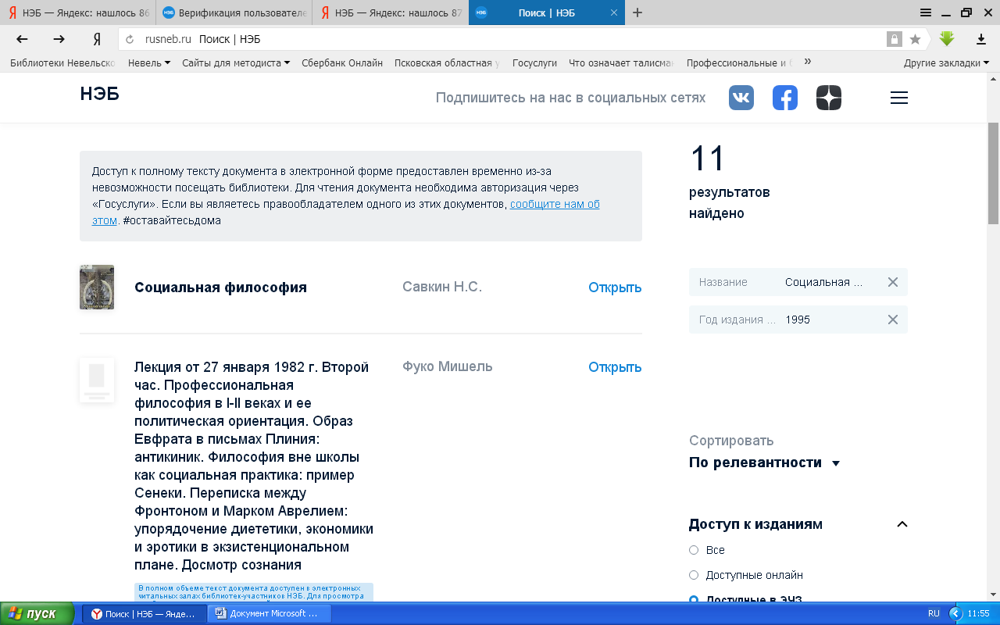 НЭБ — Яндекс: нашлось 86
Верификация пользователе
НЭБ — Яндекс: нашлось 87
Поиск | НЭБ
rusneb.ru Поиск | НЭБ
Библиотеки Невельско
Невель
Сайты для методиста
Сбербанк Онлайн
Псковская областная у
Госуслуги
Что означает талисман
Профессиональные и б
»
Другие закладки
НЭБ
Подпишитесь на нас в социальных сетях
Доступ к полному тексту документа в электронной форме предоставлен временно из-за
невозможности посещать библиотеки. Для чтения документа необходима авторизация через
«Госуслуги». Если вы являетесь правообладателем одного из этих документов, сообщите нам об
этом. #оставайтесьдома
11
результатов
найдено
Социальная философия
Савкин Н.С.
Открыть
Название Социальная ...
Год издания ... 1995
Лекция от 27 января 1982 г. Второй
час. Профессиональная
философия в I-II веках и ее
политическая ориентация. Образ
Евфрата в письмах Плиния:
антикиник. Философия вне школы
как социальная практика: пример
Сенеки. Переписка между
Фронтоном и Марком Аврелием:
упорядочение диететики, экономики
и эротики в экзистенциональном
плане. Досмотр сознания
Фуко Мишель
Открыть
В полном объеме текст документа доступен в электронных
читальных залах библиотек-участников НЭБ. Для просмотра
Сортировать
По релевантности
Доступ к изданиям
Все
Доступные онлайн
Доступные в ЭЧЗ
пуск
Поиск | НЭБ — Янде...
Документ Microsoft ...
RU
11:55